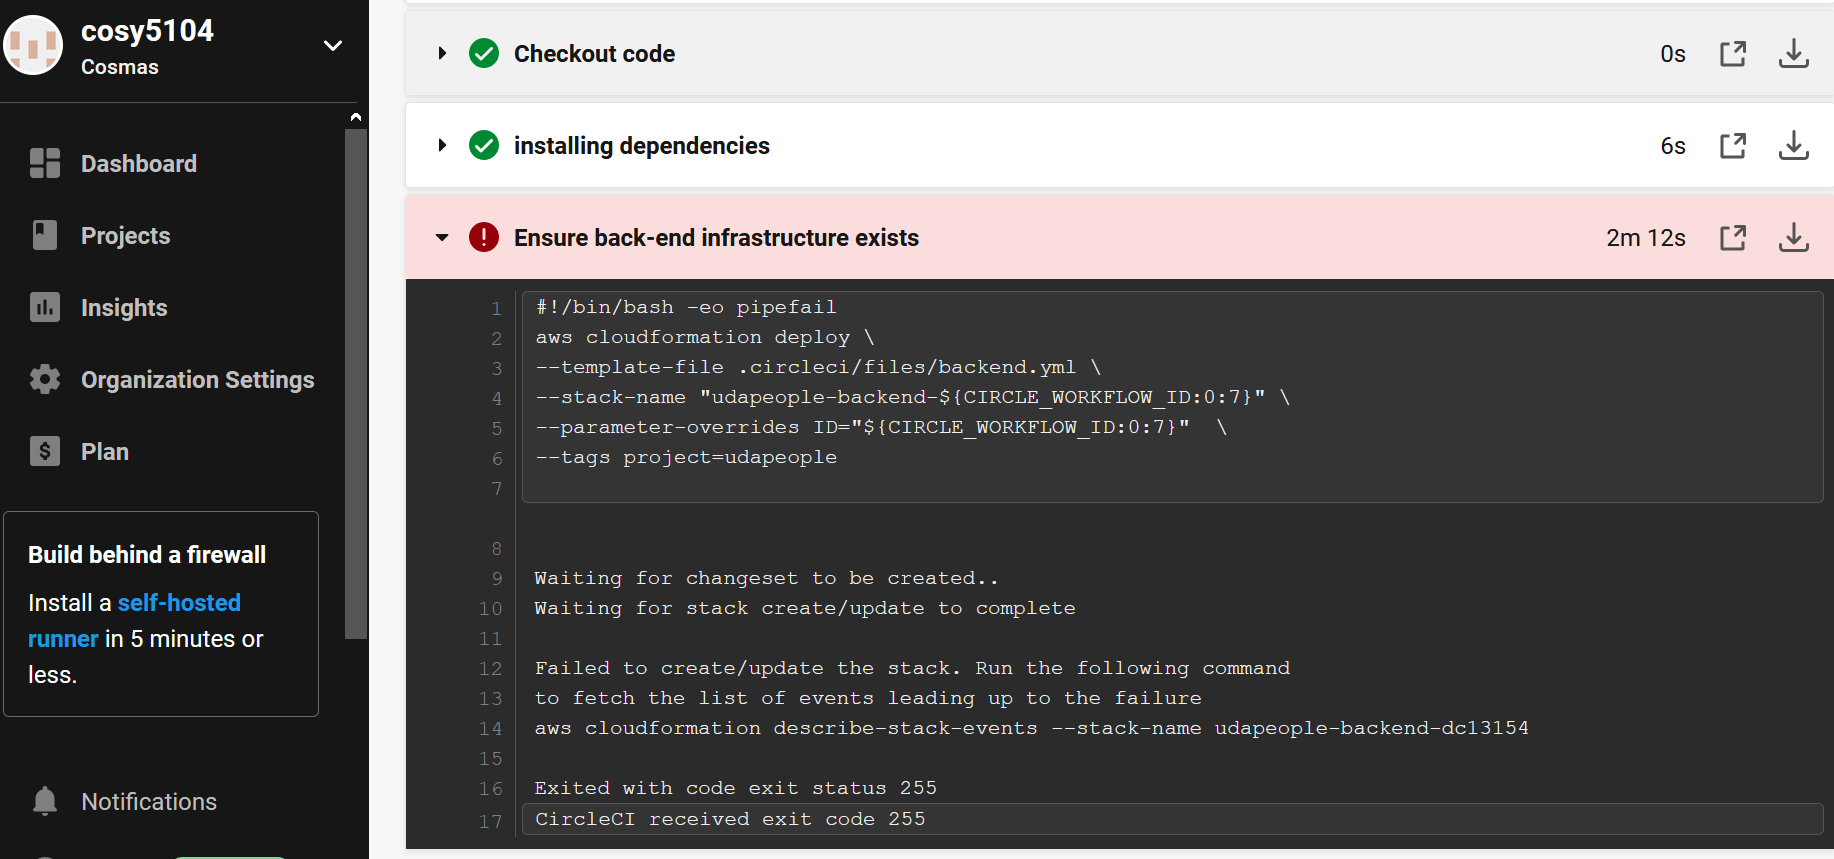 cosy5104
Cosmas
Dashboard
Projects
Insights
Organization Settings
Plan
Build behind a firewall
Install a self-hosted
runner in 5 minutes or
less.
Notifications
Checkout code 0s
installing dependencies 6s
Ensure back-end infrastructure exists 2m 12s
1 #!/bin/bash -eo pipefail
2 aws cloudformation deploy \
3 --template-file .circleci/files/backend.yml \
4 --stack-name "udapeople-backend-${CIRCLE_WORKFLOW_ID:0:7}" \
5 --parameter-overrides ID="${CIRCLE_WORKFLOW_ID:0:7}"  \
6 --tags project=udapeople
7
8
9 Waiting for changeset to be created..
10 Waiting for stack create/update to complete
11
12 Failed to create/update the stack. Run the following command
13 to fetch the list of events leading up to the failure
14 aws cloudformation describe-stack-events --stack-name udapeople-backend-dc13154
15
16 Exited with code exit status 255
17 CircleCI received exit code 255